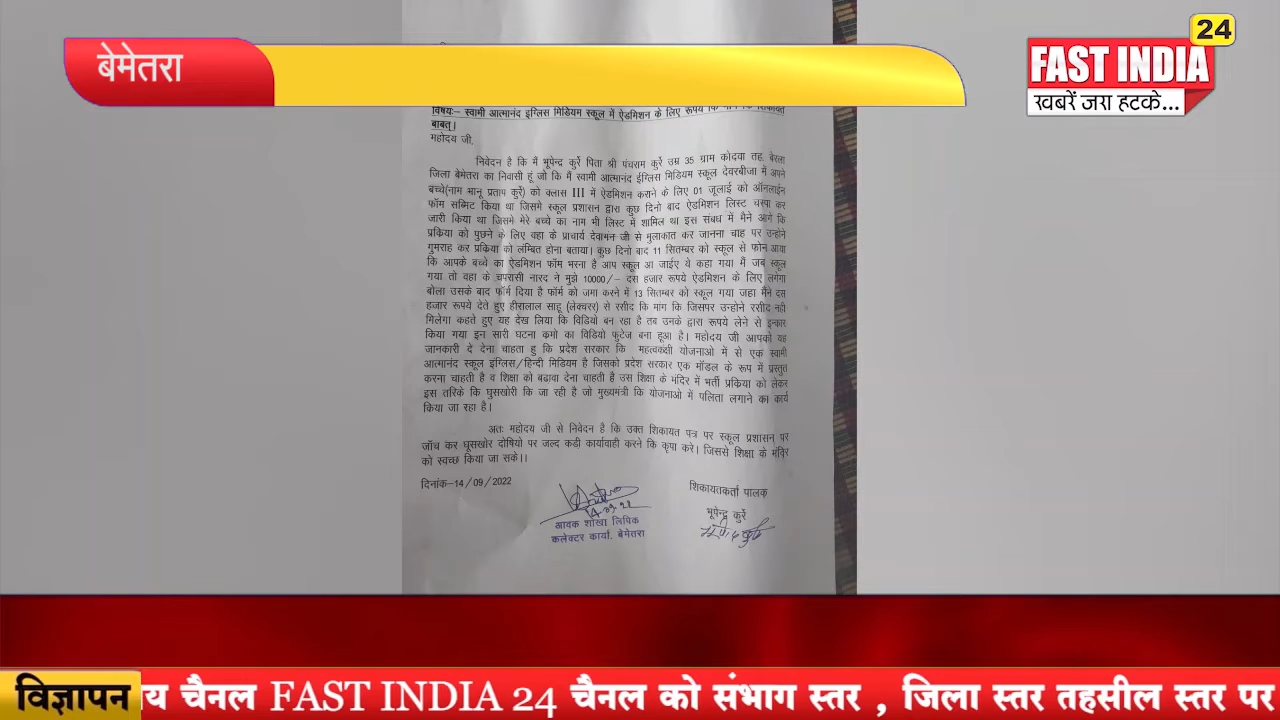 24
बेमेतरा
FAST INDIA
खबरें जरा हटके...
विषयः- स्वामी आत्मानंद इग्लिस मिडियम स्कूल में ऐडमिशन के लिए रूपये कि
बाबत्।
महोदय जी,
निवेदन है कि मैं भूपेन्द्र कुर्रे पिता श्री पंचराम कुर्रे उम्र 35 ग्राम कोदवा तह. बेरला
जिला बेमेतरा का निवासी हूं जो कि मैं स्वामी आत्मानंद ईग्लिस मिडियम स्कूल देवरबीजा में अपने
बच्चे(नाम भानू प्रताप कुर्रे) को क्लास III में ऐडमिशन कराने के लिए 01 जूलाई को ऑनलाईन
फॉम सब्मिट किया था जिसमे स्कूल प्रशासन द्वारा कुछ दिनो बाद ऐडमिशन लिस्ट चस्पा कर
जारी किया था जिसमे मेरे बच्चे का नाम भी लिस्ट में शामिल था इस संबध में मैने आगे कि
प्रकिया को पुछने के लिए वहा के प्राचार्य देवामन जी से मुलाकात कर जानना चाह पर उन्होने
गुमराह कर प्रकिया को लम्बित होना बताया। कुछ दिनो बाद 11 सितम्बर को स्कूल से फोन आया
कि आपके बच्चे का ऐडमिशन फॉम भरना है आप स्कूल आ जाईए ये कहा गया मैं जब स्कूल
गया तो वहा के चपरासी नारद ने मुझे 10000/- दस हजार रूपये ऐडमिशन के लिए लगेगा
बोला उसके बाद फॉर्म दिया है फॉर्म को जमा करने में 13 सितम्बर को स्कूल गया जहा मैंने दस
हजार रूपये देते हुए हीरालाल साहू (लेक्चरर) से रसीद कि माग कि जिसपर उन्होने रसीद नही
मिलेगा कहते हुए यह देख लिया कि विडियो बन रहा है तब उनके द्वारा रूपये लेने से इन्कार
किया गया इन सारी घटना कमो का विडियो फुटेज बना हुआ है। महोदय जी आपको यह
जानकारी दे देना चाहता हु कि प्रदेश सरकार कि महत्वकक्षी योजनाओ में से एक स्वामी
आत्मानंद स्कूल इंग्लिस/हिन्दी मिडियम है जिसको प्रदेश सरकार एक मॉडल के रूप में प्रस्तुत
करना चाहती है व शिक्षा को बढावा देना चाहती है उस शिक्षा के मंदिर में भर्ती प्रकिया को लेकर
इस तरिके कि घुसखोरी कि जा रही है जो मुख्यमंत्री कि योजनाओ में पलिता लगाने का कार्य
किया जा रहा है।
अतः महोदय जी से निवेदन है कि उक्त शिकायत पत्र पर स्कूल प्रशासन पर
जॉच कर घूसखोर दोषियो पर जल्द कडी कार्यावाही करने कि कृपा करे। जिससे शिक्षा के मंदिर
को स्वच्छ किया जा सके।।
दिनांक-14/09/2022
शिकायतकर्ता पालक
भूपेन्द्र कुर्रे
आवक शाखा लिपिक
कलेक्टर कार्या. बेमेतरा
विज्ञापन
य चैनल FAST INDIA 24 चैनल को संभाग स्तर , जिला स्तर तहसील स्तर पर